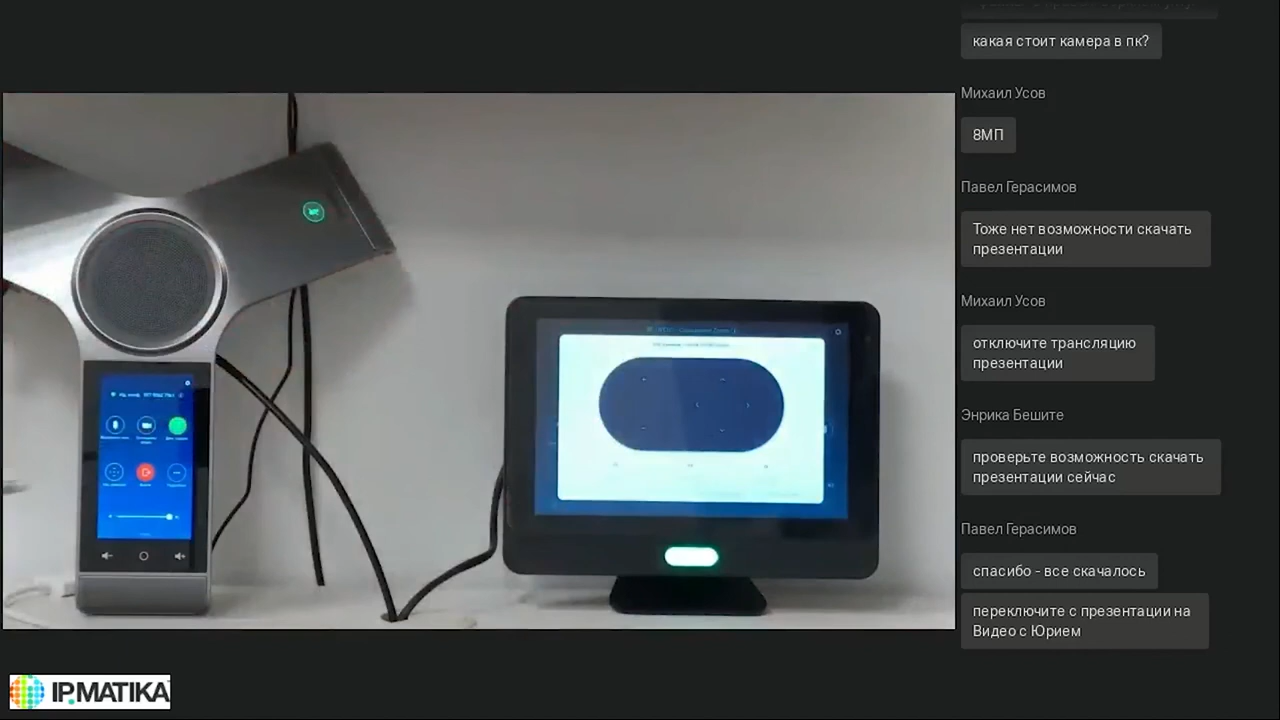 какая стоит камера в пк?
Михаил Усов
8МП
Павел Герасимов
Тоже нет возможности скачать
презентации
Михаил Усов
отключите трансляцию
презентации
Энрика Бешите
проверьте возможность скачать
презентации сейчас
Павел Герасимов
спасибо - все скачалось
переключите с презентации на
Видео с Юрием
IPMATIKA